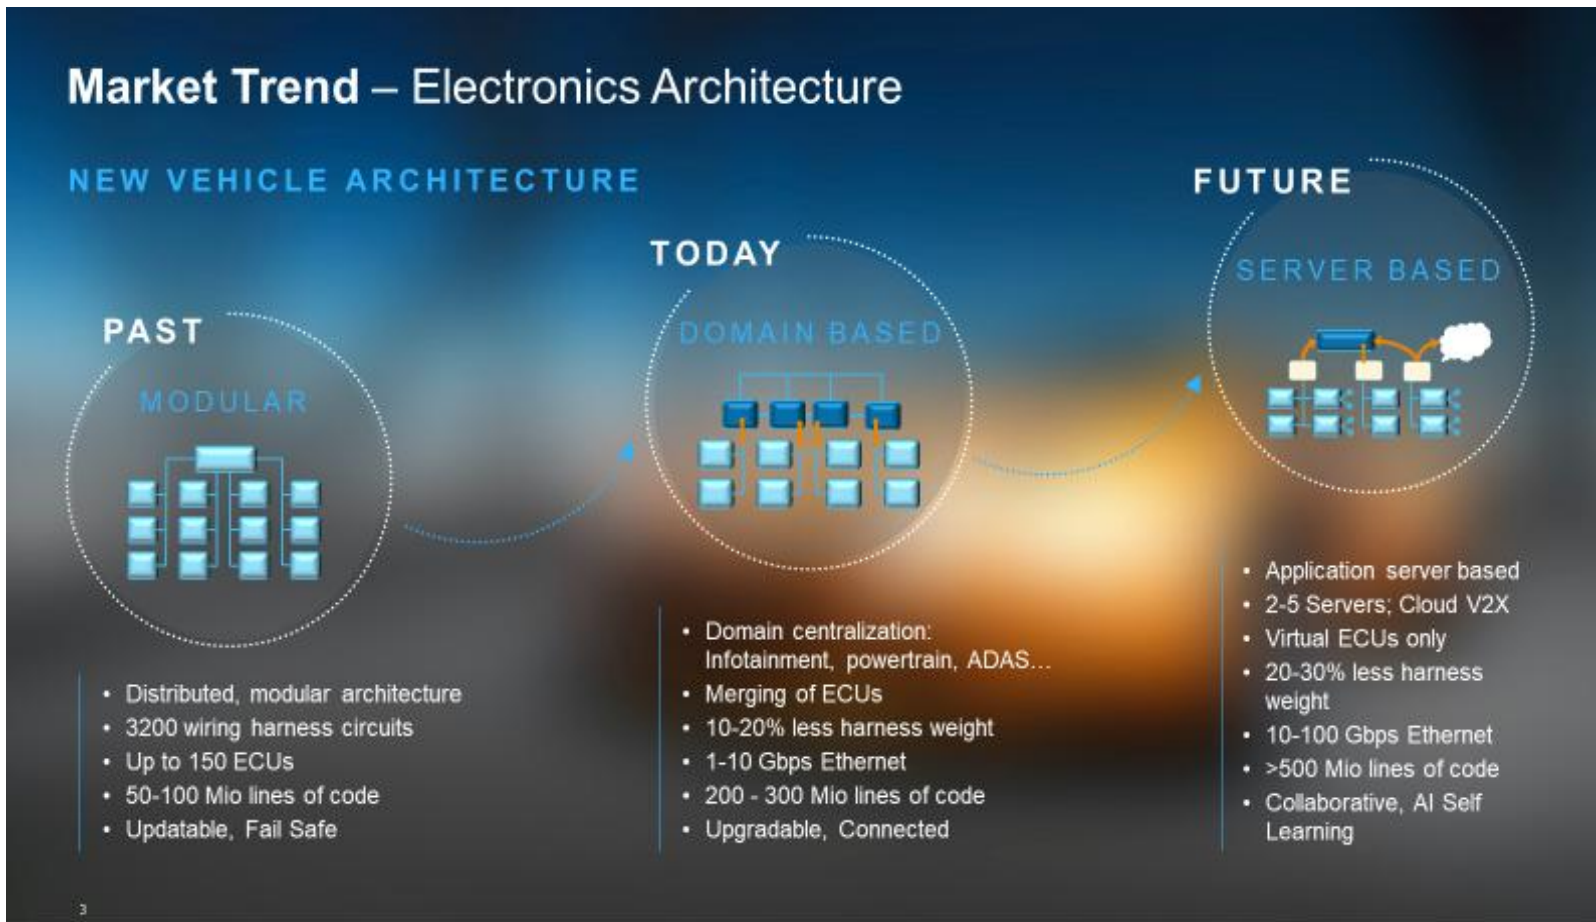 Market Trend – Electronics Architecture
NEW VEHICLE ARCHITECTURE
PAST
MODULAR
• Distributed, modular architecture
• 3200 wiring harness circuits
• Up to 150 ECUs
• 50-100 Mio lines of code
• Updatable, Fail Safe
TODAY
DOMAIN BASED
• Domain centralization:
Infotainment, powertrain, ADAS…
• Merging of ECUs
• 10-20% less harness weight
• 1-10 Gbps Ethernet
• 200 - 300 Mio lines of code
• Upgradable, Connected
FUTURE
SERVER BASED
• Application server based
• 2-5 Servers; Cloud V2X
• Virtual ECUs only
• 20-30% less harness
weight
• 10-100 Gbps Ethernet
• >500 Mio lines of code
• Collaborative, AI Self
Learning
3